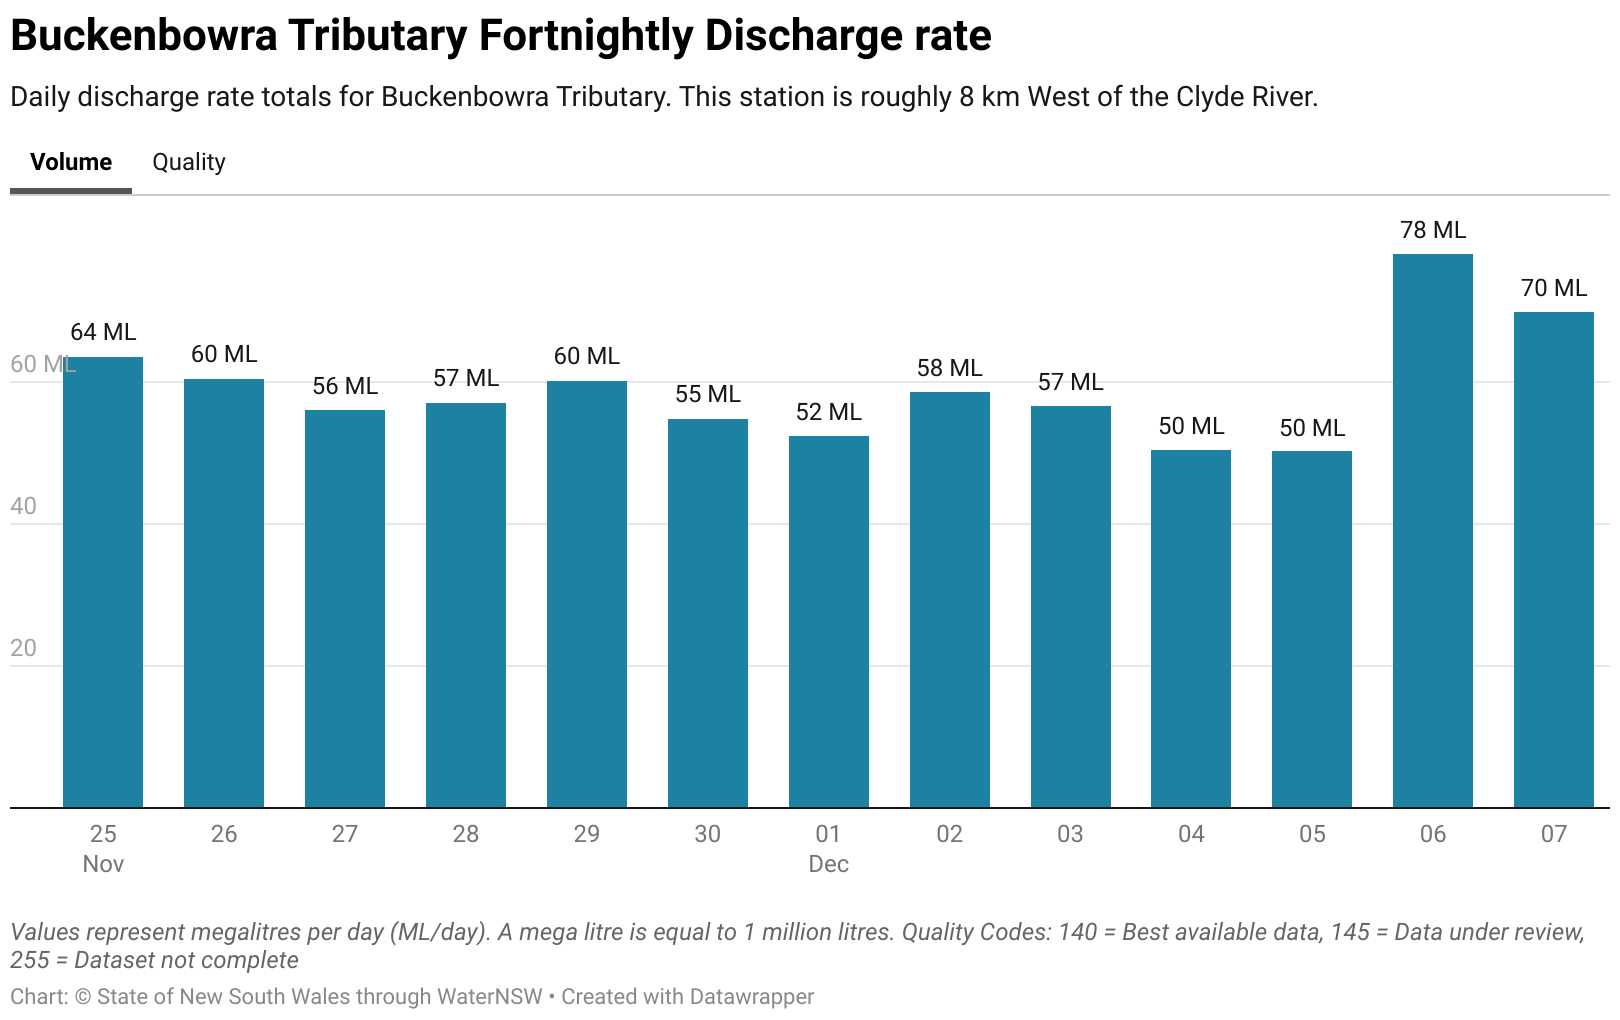 Buckenbowra Tributary Fortnightly Discharge rate
Daily discharge rate totals for Buckenbowra Tributary. This station is roughly 8 km West of the Clyde River.
Volume Quality
78 ML
70 ML
64 ML
60 ML
60 ML
60 ML
56 ML
57 ML
55 ML
52 ML
58 ML
57 ML
50 ML
50 ML
40
20
25 26 27 28 29 30 01 02 03 04 05 06 07
Nov Dec
Values represent megalitres per day (ML/day). A mega litre is equal to 1 million litres. Quality Codes: 140 = Best available data, 145 = Data under review,
255 = Dataset not complete
Chart: © State of New South Wales through WaterNSW • Created with Datawrapper